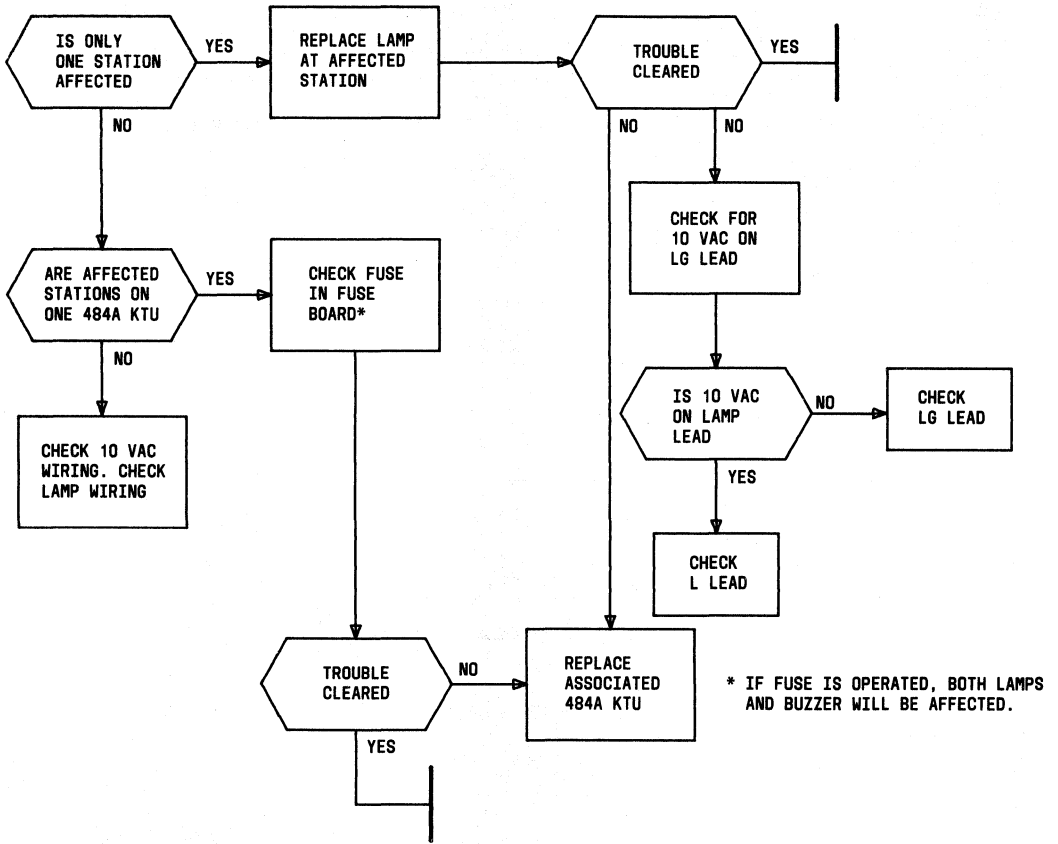 IS ONLY
ONE STATION
AFFECTED
YES
REPLACE LAMP
AT AFFECTED
STATION
TROUBLE
CLEARED
YES
NO
NO
NO
CHECK FOR
10 VAC ON
LG LEAD
ARE AFFECTED
STATIONS ON
ONE 484A KTU
YES
CHECK FUSE
IN FUSE
BOARD*
NO
IS 10 VAC
ON LAMP
LEAD
NO
CHECK
LG LEAD
YES
CHECK 10 VAC
WIRING. CHECK
LAMP WIRING
CHECK
L LEAD
TROUBLE
CLEARED
NO
REPLACE
ASSOCIATED
484A KTU
YES
* IF FUSE IS OPERATED, BOTH LAMPS
AND BUZZER WILL BE AFFECTED.